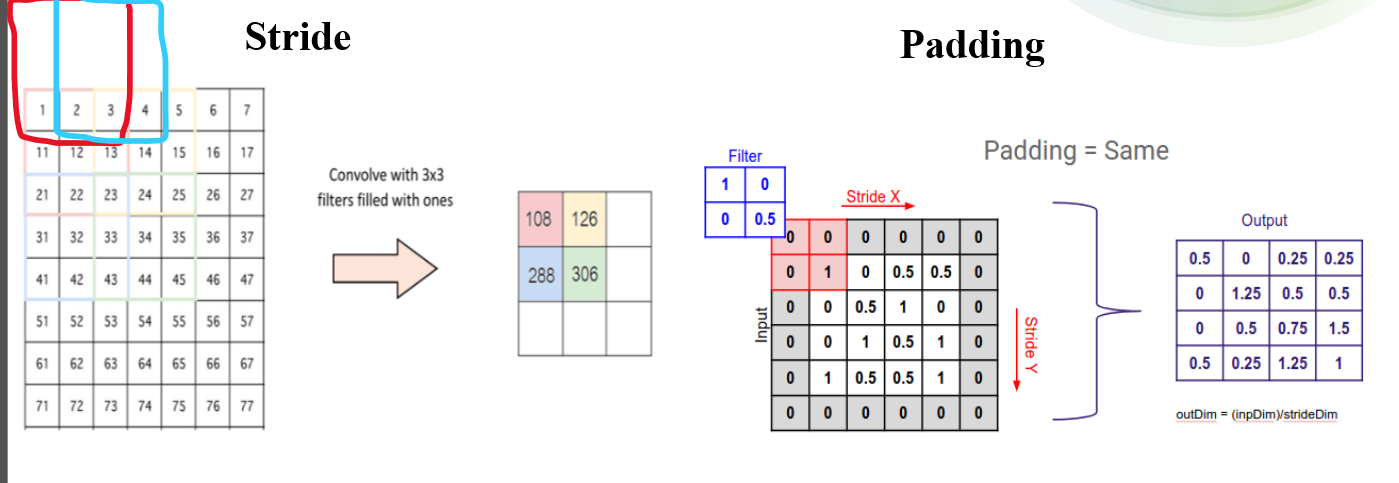 Stride
1 2 3 4 5 6 7
11 12 13 14 15 16 17
21 22 23 24 25 26 27
31 32 33 34 35 36 37
41 42 43 44 45 46 47
51 52 53 54 55 56 57
61 62 63 64 65 66 67
71 72 73 74 75 76 77
Convolve with 3x3
filters filled with ones
108 126
288 306
Padding
Padding = Same
Filter
1 0
0 0.5
Stride X
Input
0 0 0 0 0 0
0 1 0 0.5 0.5 0
0 0 0.5 1 0 0
0 0 1 0.5 1 0
0 1 0.5 0.5 1 0
0 0 0 0 0 0
Stride Y
Output
0.5 0 0.25 0.25
0 1.25 0.5 0.5
0 0.5 0.75 1.5
0.5 0.25 1.25 1
outDim = (inpDim)/strideDim